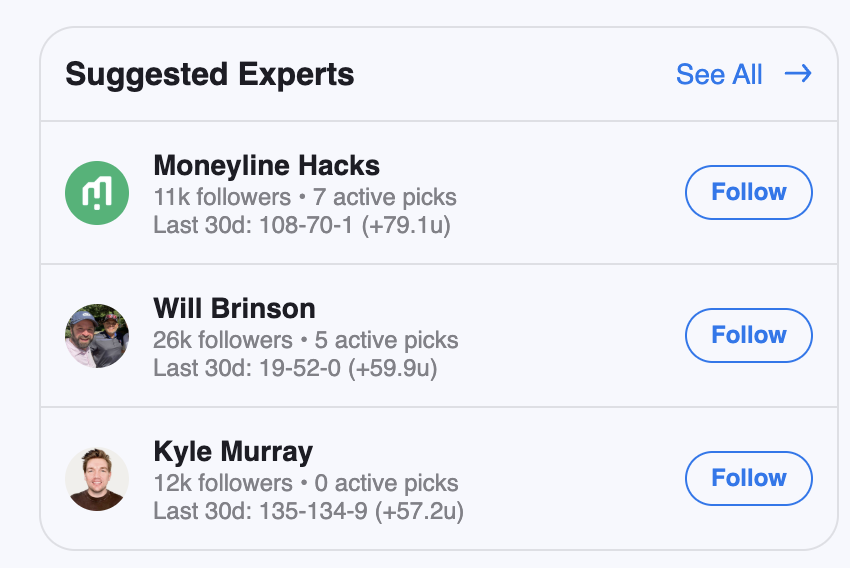 Suggested Experts
See All →
Moneyline Hacks
11k followers • 7 active picks
Last 30d: 108-70-1 (+79.1u)
Follow
Will Brinson
26k followers • 5 active picks
Last 30d: 19-52-0 (+59.9u)
Follow
Kyle Murray
12k followers • 0 active picks
Last 30d: 135-134-9 (+57.2u)
Follow